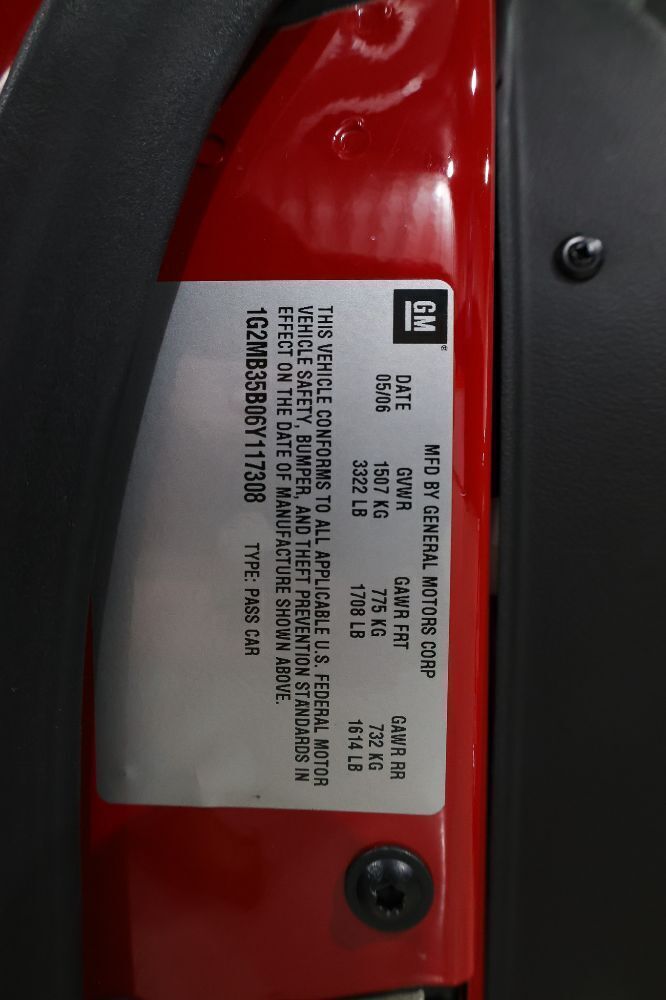 GM
MFD BY GENERAL MOTORS CORP
DATE GVWR GAWR FRT GAWR RR
05/06 1507 KG 775 KG 732 KG
3322 LB 1708 LB 1614 LB
THIS VEHICLE CONFORMS TO ALL APPLICABLE U.S. FEDERAL MOTOR
VEHICLE SAFETY, BUMPER, AND THEFT PREVENTION STANDARDS IN
EFFECT ON THE DATE OF MANUFACTURE SHOWN ABOVE.
1G2MB35B06Y117308 TYPE: PASS CAR